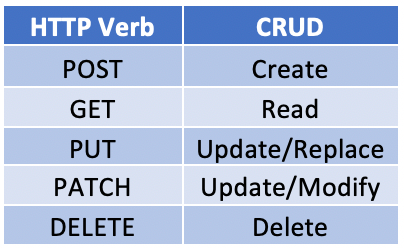 HTTP Verb CRUD
POST Create
GET Read
PUT Update/Replace
PATCH Update/Modify
DELETE Delete